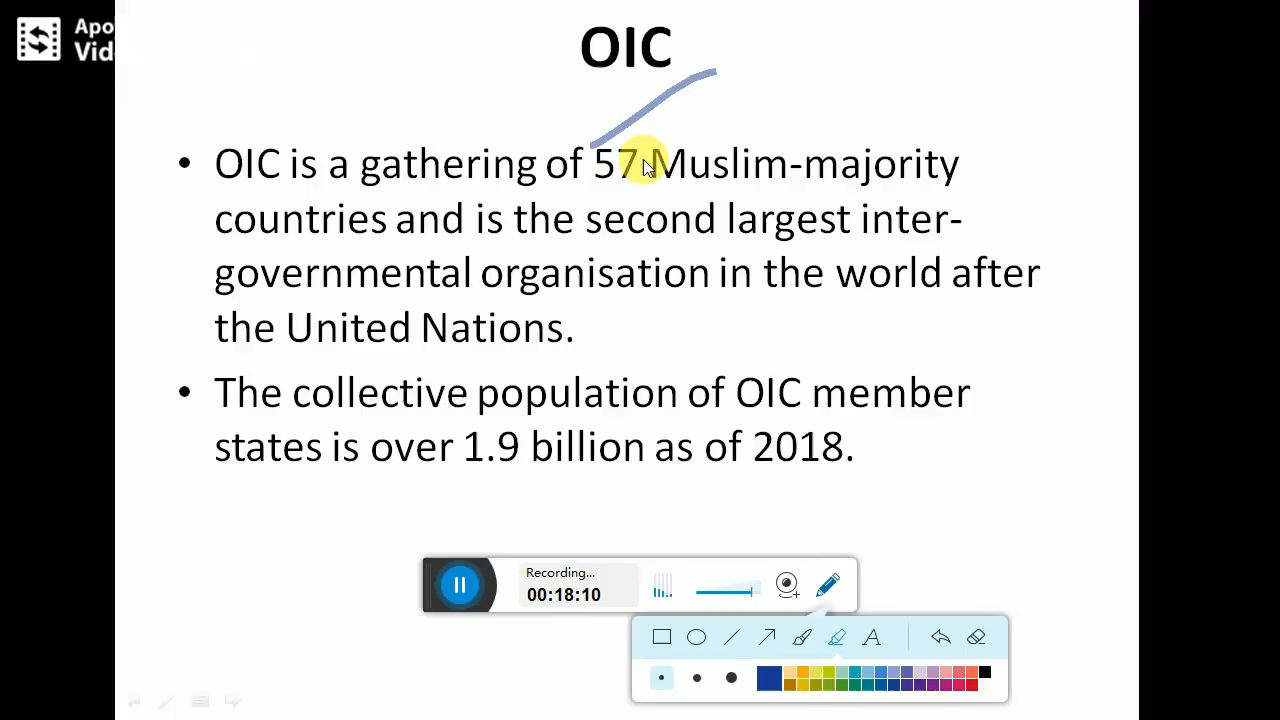 Apo
Vid
OIC
• OIC is a gathering of 57 Muslim-majority
countries and is the second largest inter-
governmental organisation in the world after
the United Nations.
• The collective population of OIC member
states is over 1.9 billion as of 2018.
Recording...
00:18:10
A